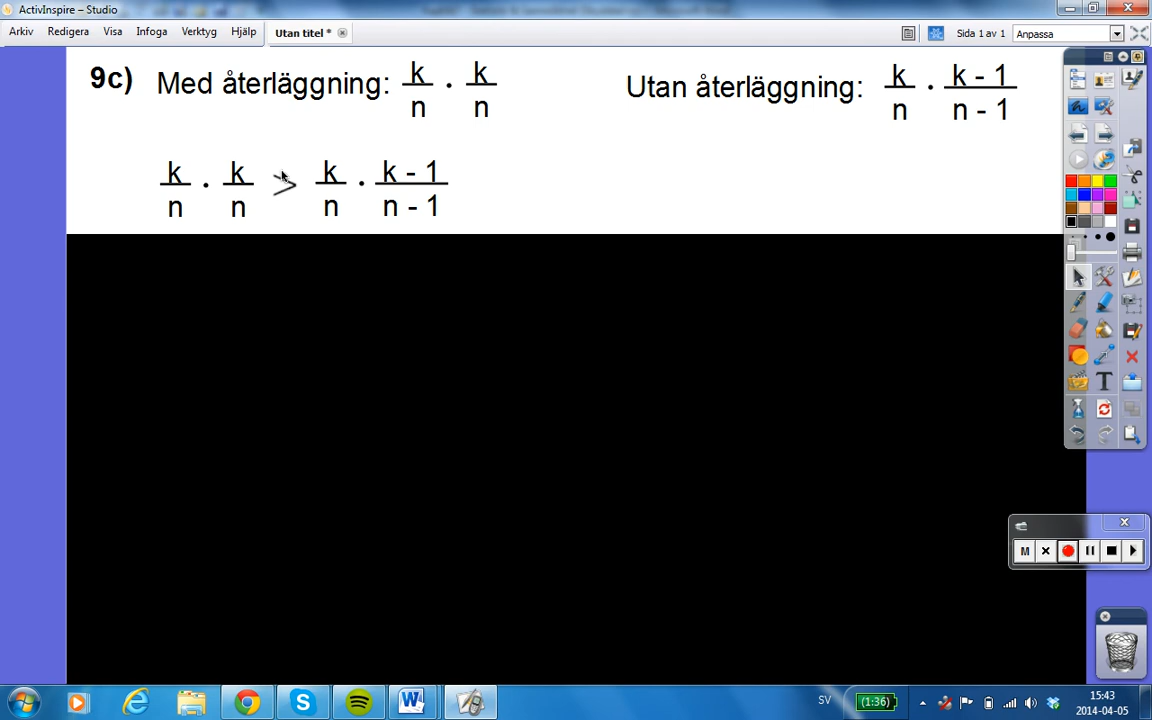 ActivInspire – Studio
Arkiv Redigera Visa Infoga Verktyg Hjälp Utan titel * Sida 1 av 1 Anpassa
9c) Med återläggning: k/n · k/n Utan återläggning: k/n · k - 1/n - 1
k/n · k/n > k/n · k - 1/n - 1
M
SV (1:36) 15:43
2014-04-05